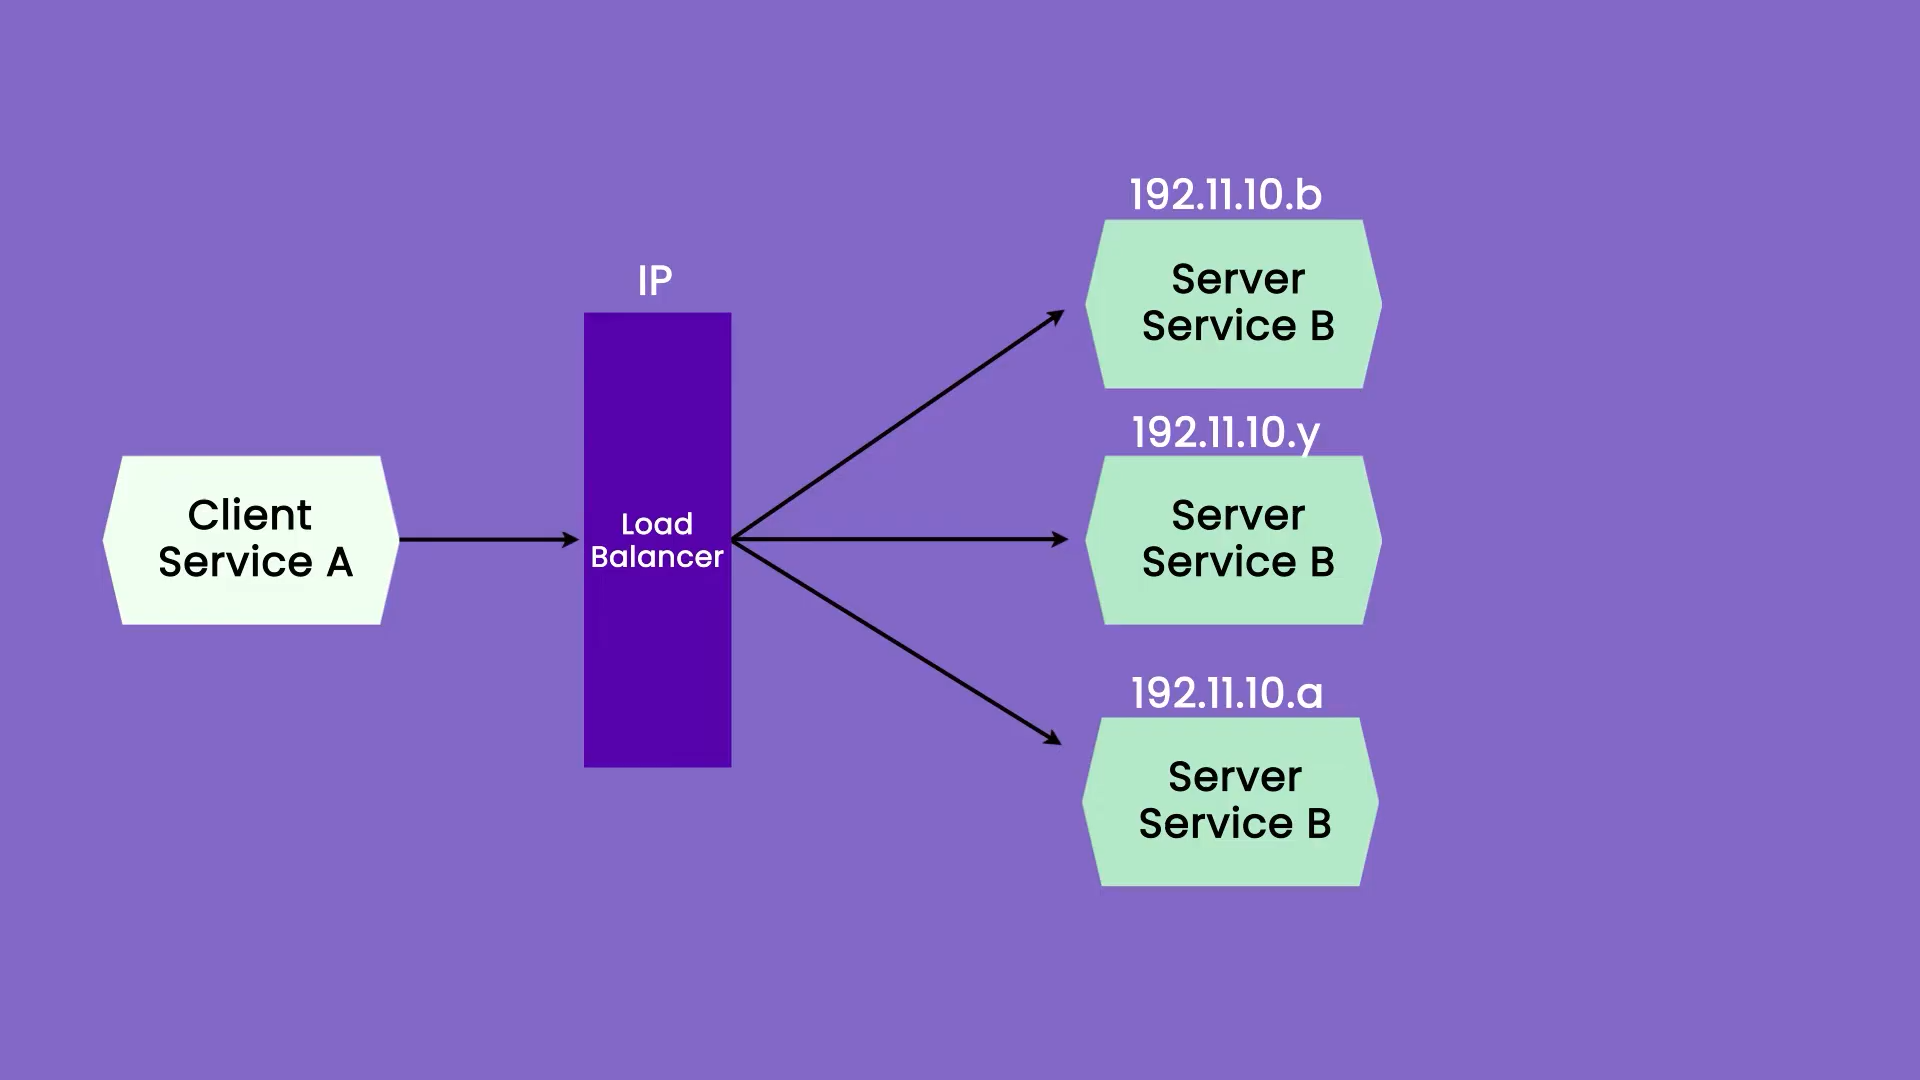 Client
Service A
IP
Load
Balancer
192.11.10.b
Server
Service B
192.11.10.y
Server
Service B
192.11.10.a
Server
Service B